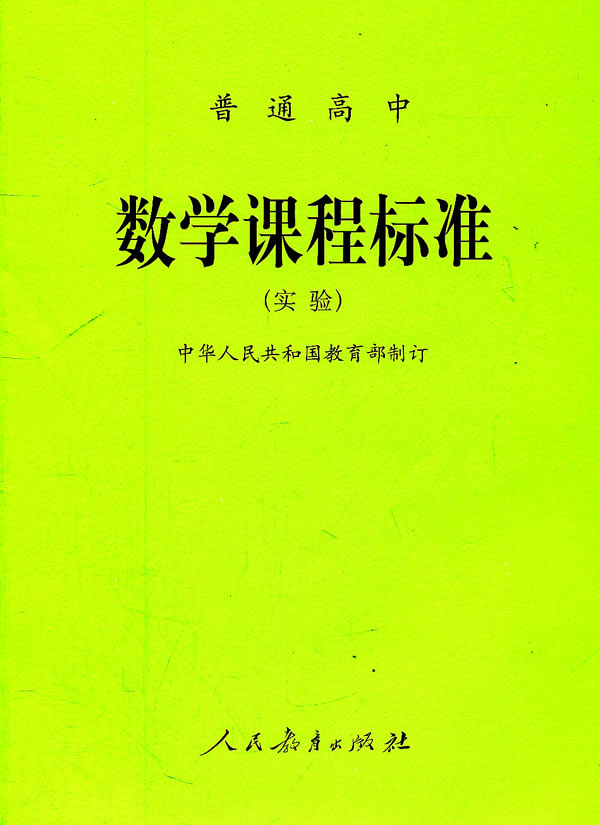 普通高中
数学课程标准
(实验)
中华人民共和国教育部制订
人民教育出版社